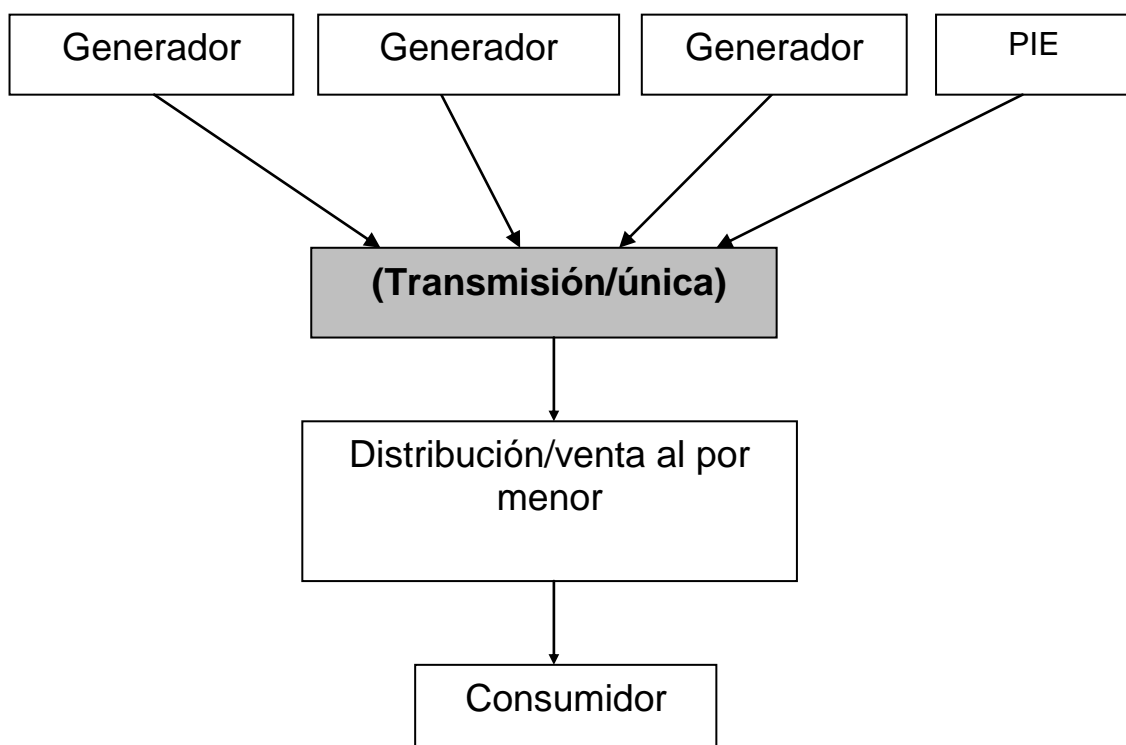 Generador
Generador
Generador
PIE
(Transmisión/única)
Distribución/venta al por
menor
Consumidor